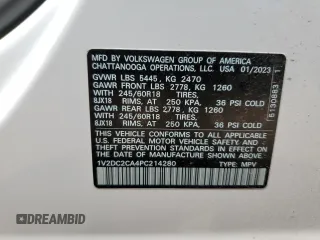 MFD BY VOLKSWAGEN GROUP OF AMERICA
CHATTANOOGA OPERATIONS, LLC. USA 01/2023
GVWR LBS 5445, KG 2470
GAWR FRONT LBS 2778, KG 1260
WITH 245/60R18 TIRES,
8JX18 RIMS, AT 250 KPA, 36 PSI COLD
GAWR REAR LBS 2778, KG 1260
WITH 245/60R18 TIRES,
8JX18 RIMS, AT 250 KPA, 36 PSI COLD
THIS VEHICLE CONFORMS TO ALL APPLICABLE
U.S. FEDERAL MOTOR VEHICLE SAFETY STANDARDS
IN EFFECT ON THE DATE OF MANUFACTURE
SHOWN ABOVE.
1V2DC2CA4PC214280 TYPE: MPV
5130883
AUTOBIDCAR